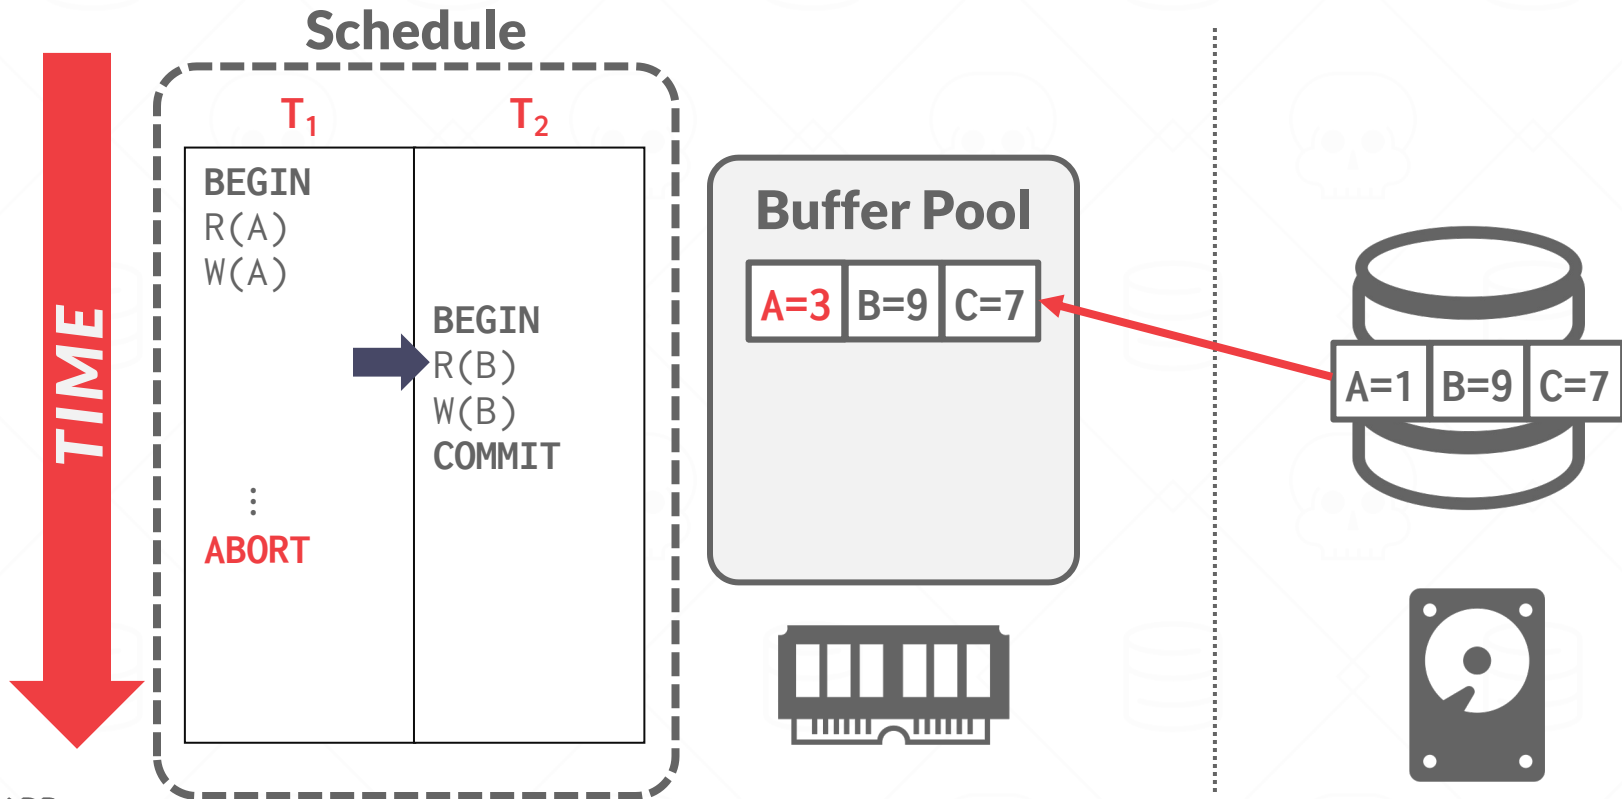 Schedule
TIME
T₁
T₂
BEGIN
R(A)
W(A)
⋮
ABORT
BEGIN
R(B)
W(B)
COMMIT
Buffer Pool
A=3 B=9 C=7
A=1 B=9 C=7